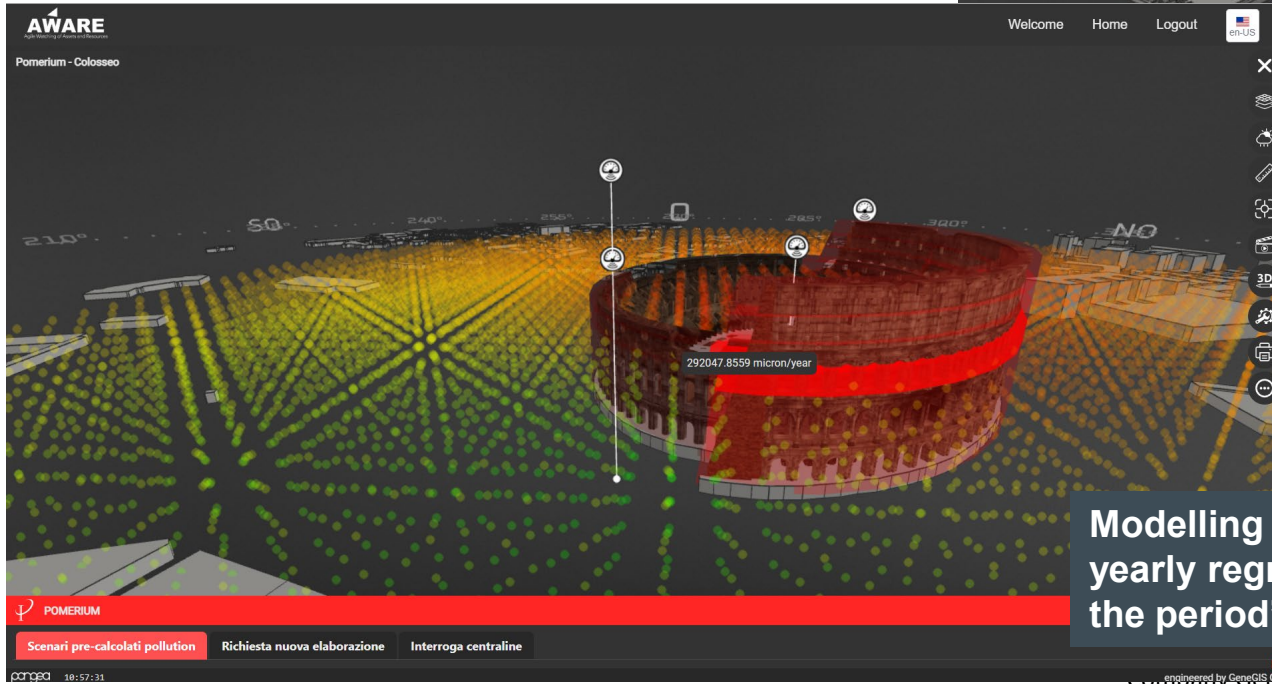 AWARE
Agile Watching of Assets and Resources
Welcome Home Logout en-US
Pomerium - Colosseo
210° SO 240° 255° O 285° 300° NO
3D
292047.8559 micron/year
Modelling
yearly regr
the period
POMERIUM
Scenari pre-calcolati pollution Richiesta nuova elaborazione Interroga centraline
pangea 10:57:31
engineered by GeneGIS